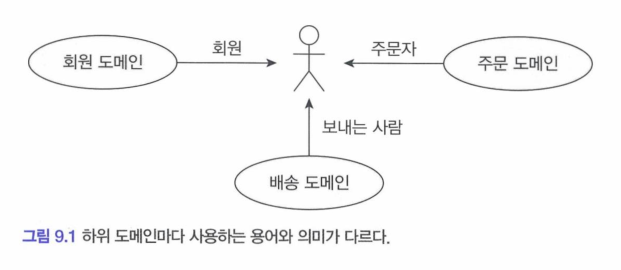 회원 도메인
회원
주문자
주문 도메인
보내는 사람
배송 도메인
그림 9.1 하위 도메인마다 사용하는 용어와 의미가 다르다.